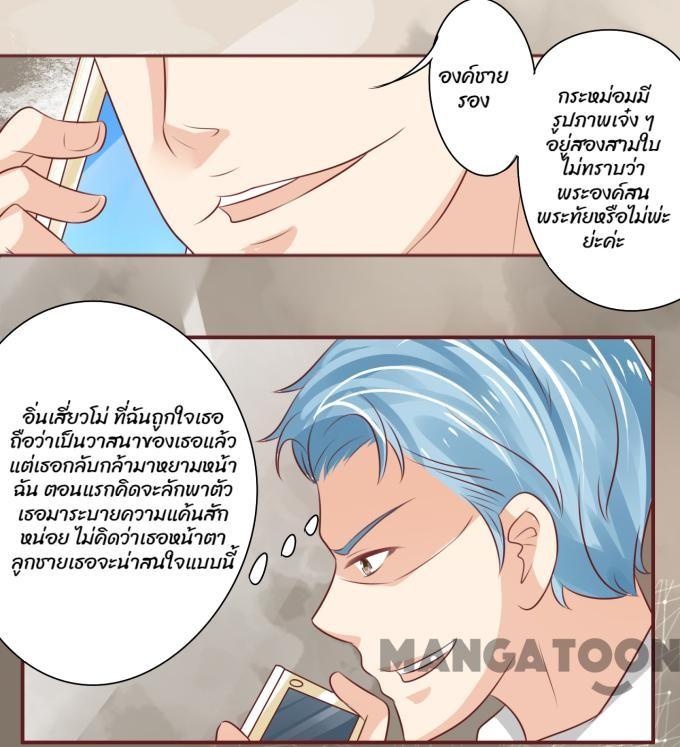 องค์ชาย
รอง
กระหม่อมมี
รูปภาพเจ๋ง ๆ
อยู่สองสามใบ
ไม่ทราบว่า
พระองค์สน
พระทัยหรือไม่พ่ะ
ย่ะค่ะ
อิ่นเสี่ยวโม่ ที่ฉันถูกใจเธอ
ถือว่าเป็นวาสนาของเธอแล้ว
แต่เธอกลับกล้ามาหยามหน้า
ฉัน ตอนแรกคิดจะลักพาตัว
เธอมาระบายความแค้นสัก
หน่อย ไม่คิดว่าเธอหน้าตา
ลูกชายเธอจะน่าสนใจแบบนี้
MANGATOON